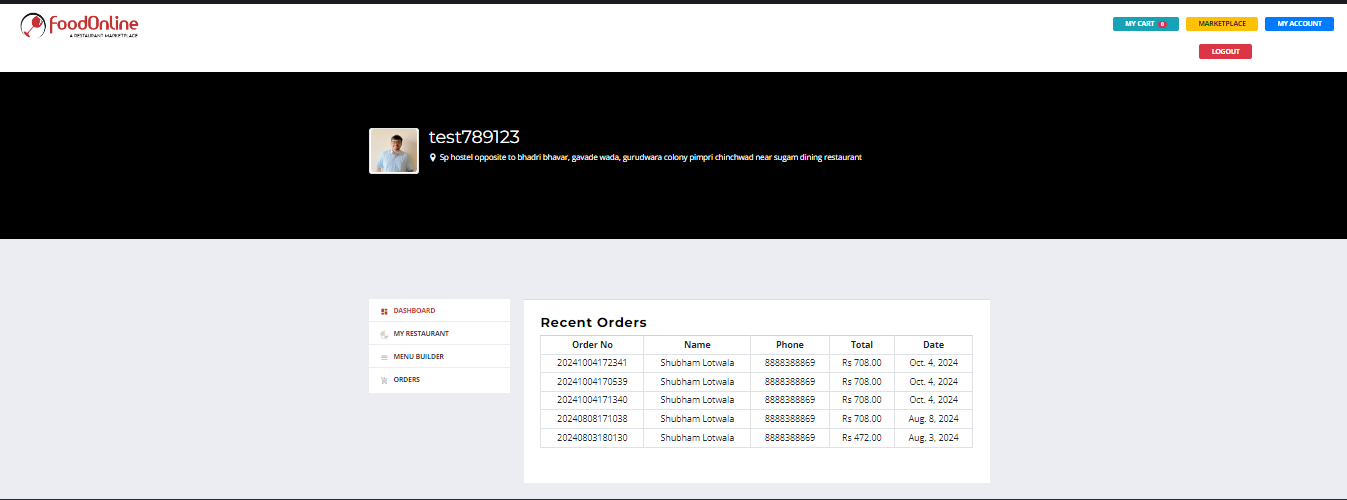 FoodOnline
A RESTAURANT MARKETPLACE
MY CART 0 MARKETPLACE MY ACCOUNT
LOGOUT
test789123
Sp hostel opposite to bhadri bhavar, gavade wada, gurudwara colony pimpri chinchwad near sugam dining restaurant
DASHBOARD
MY RESTAURANT
MENU BUILDER
ORDERS
Recent Orders
Order No Name Phone Total Date
20241004172341 Shubham Lotwala 8888388869 Rs 708.00 Oct. 4, 2024
20241004170539 Shubham Lotwala 8888388869 Rs 708.00 Oct. 4, 2024
20241004171340 Shubham Lotwala 8888388869 Rs 708.00 Oct. 4, 2024
20240808171038 Shubham Lotwala 8888388869 Rs 708.00 Aug. 8, 2024
20240803180130 Shubham Lotwala 8888388869 Rs 472.00 Aug. 3, 2024